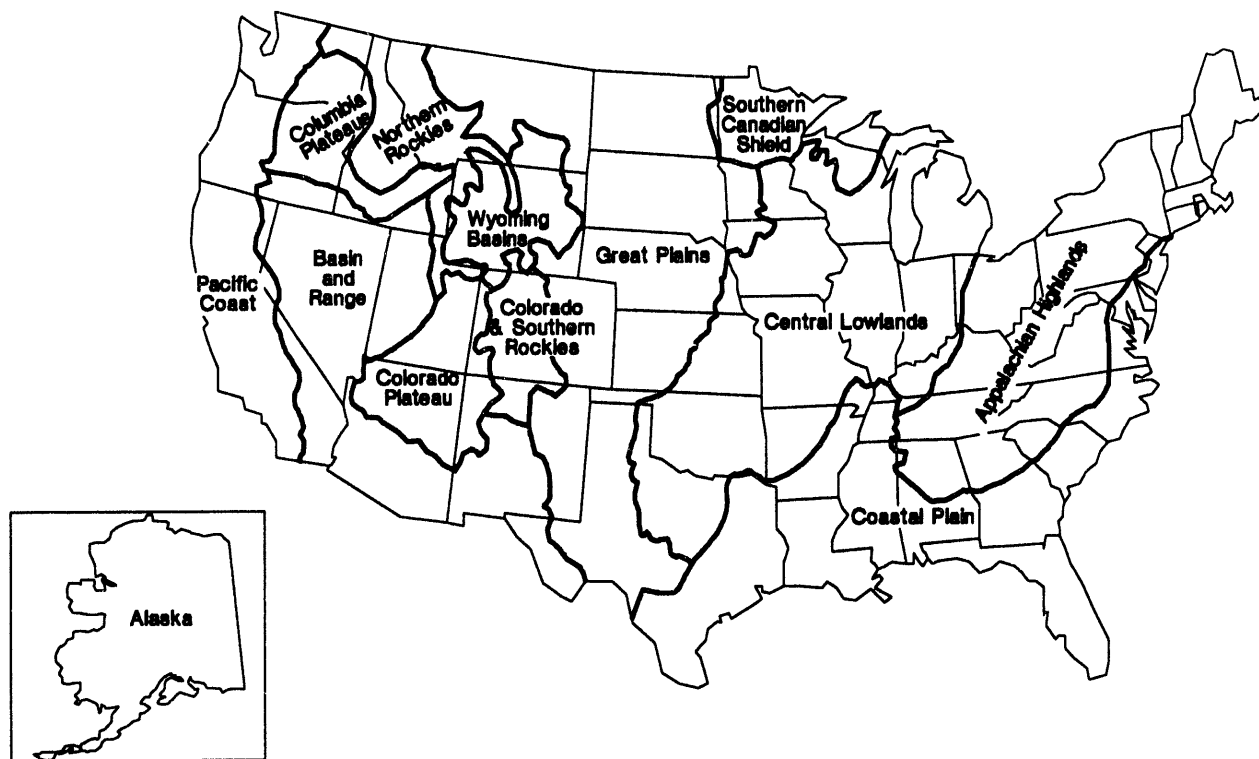 Southern
Canadian
Shield
Columbia
Plateaus
Northern
Rockies
Wyoming
Basins
Great Plains
Basin
and
Range
Pacific
Coast
Colorado
& Southern
Rockies
Central Lowlands
Appalachian Highlands
Colorado
Plateau
Coastal Plain
Alaska